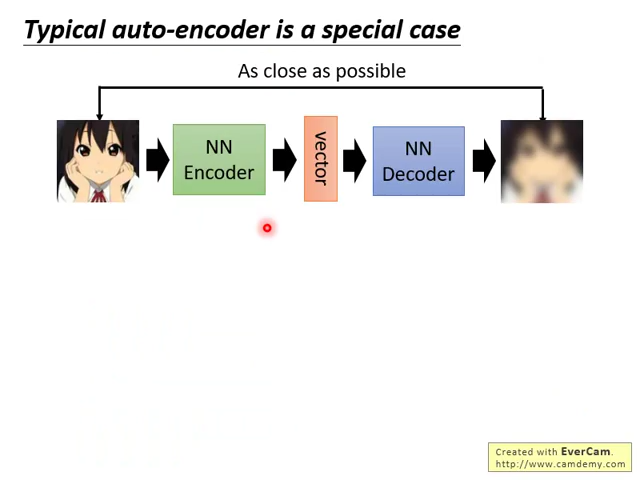 Typical auto-encoder is a special case
As close as possible
NN
Encoder
vector
NN
Decoder
Created with EverCam.
http://www.camdemy.com